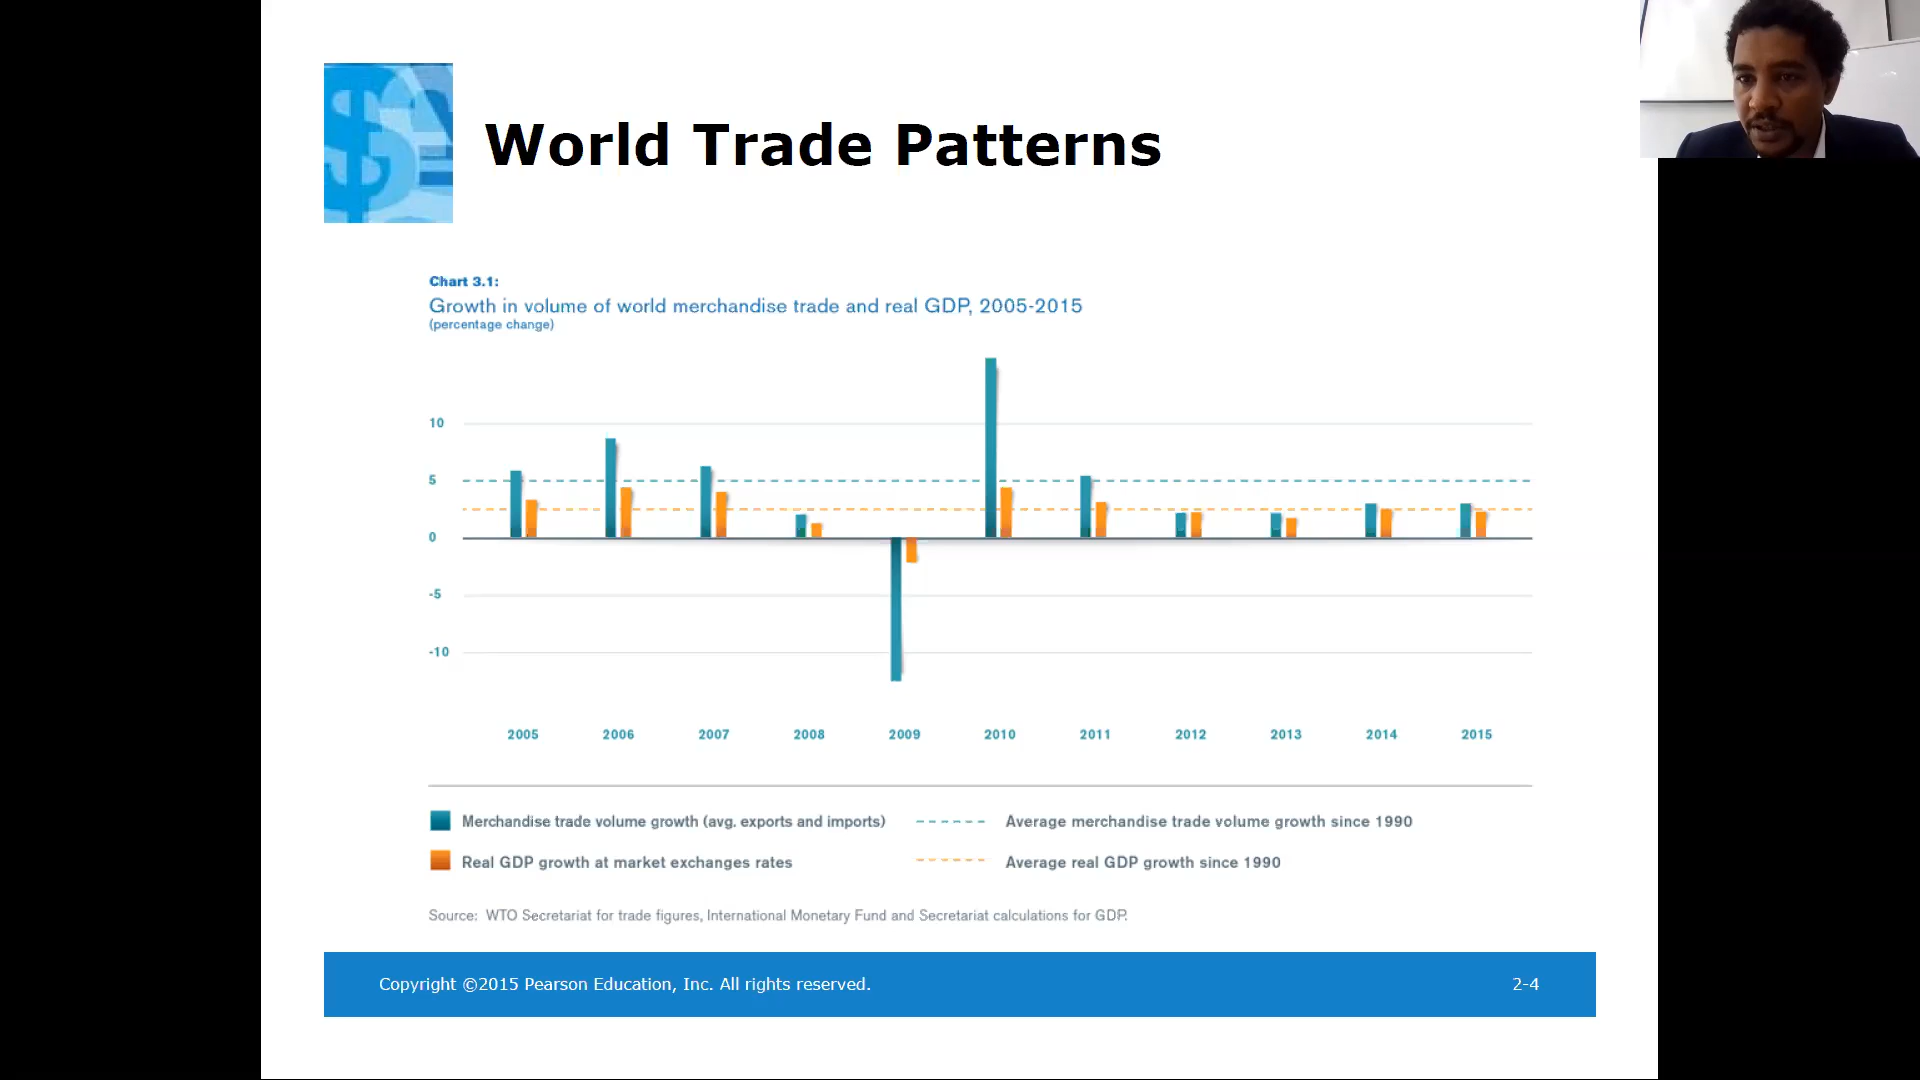 World Trade Patterns
Chart 3.1:
Growth in volume of world merchandise trade and real GDP, 2005-2015
(percentage change)
10
5
0
-5
-10
2005 2006 2007 2008 2009 2010 2011 2012 2013 2014 2015
Merchandise trade volume growth (avg. exports and imports) Average merchandise trade volume growth since 1990
Real GDP growth at market exchanges rates Average real GDP growth since 1990
Source: WTO Secretariat for trade figures, International Monetary Fund and Secretariat calculations for GDP.
Copyright ©2015 Pearson Education, Inc. All rights reserved. 2-4